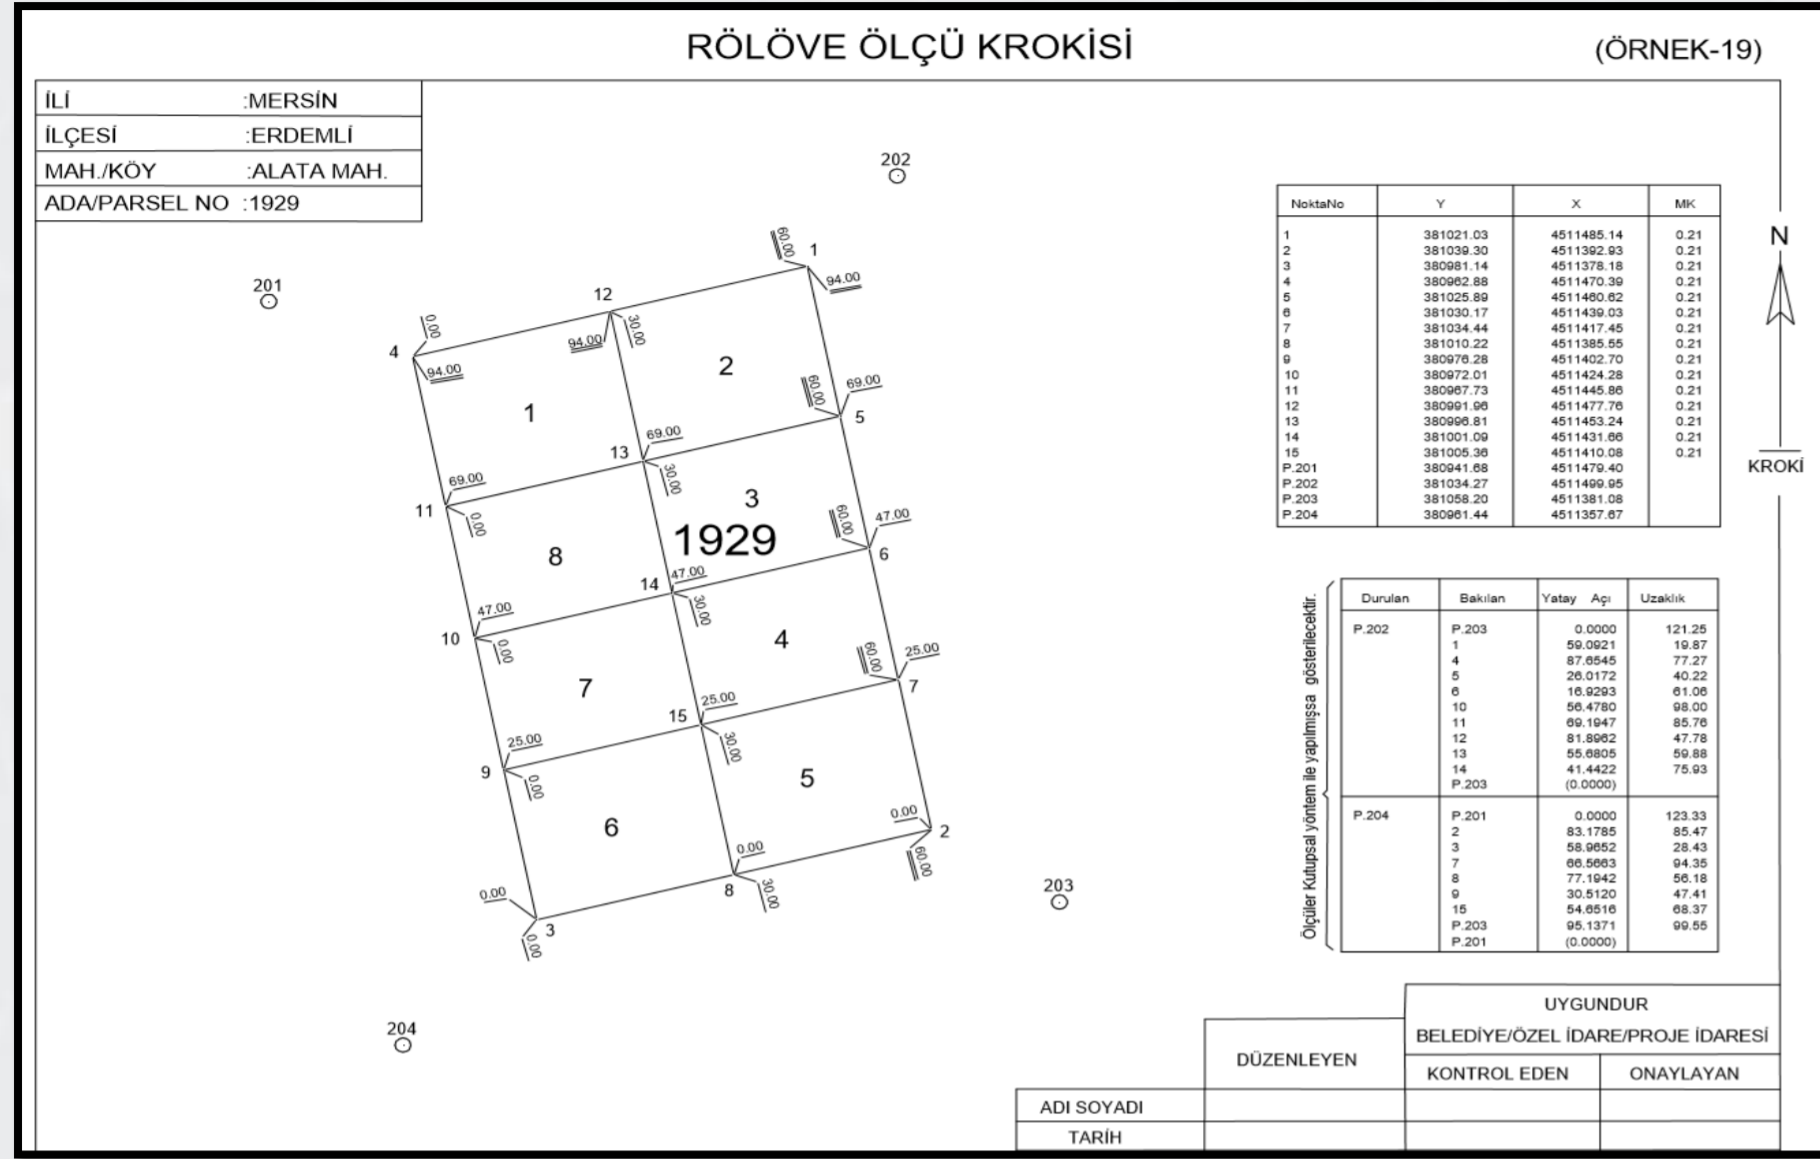 RÖLÖVE ÖLÇÜ KROKİSİ
(ÖRNEK-19)
İLİ :MERSİN
İLÇESİ :ERDEMLİ
MAH./KÖY :ALATA MAH.
ADA/PARSEL NO :1929
202
201
60.00
1
94.00
12
0.00
30.00
94.00
4
94.00
2
1
60.00
69.00
5
69.00
13
69.00
30.00
11
0.00
3
60.00
47.00
1929
8
6
14
47.00
47.00
30.00
10
0.00
4
60.00
25.00
7
7
25.00
15
25.00
30.00
9
0.00
5
0.00
6
2
0.00
60.00
8
30.00
0.00
3
0.00
203
204
NoktaNo Y X MK
1 381021.03 4511485.14 0.21
2 381039.30 4511392.93 0.21
3 380981.14 4511378.18 0.21
4 380962.88 4511470.39 0.21
5 381025.89 4511460.62 0.21
6 381030.17 4511439.03 0.21
7 381034.44 4511417.45 0.21
8 381010.22 4511385.55 0.21
9 380976.28 4511402.70 0.21
10 380972.01 4511424.28 0.21
11 380967.73 4511445.86 0.21
12 380991.96 4511477.76 0.21
13 380996.81 4511453.24 0.21
14 381001.09 4511431.66 0.21
15 381005.36 4511410.08 0.21
P.201 380941.68 4511479.40
P.202 381034.27 4511499.95
P.203 381058.20 4511381.08
P.204 380961.44 4511357.67
N
KROKİ
Ölçüler Kutupsal yöntem ile yapılmışsa gösterilecektir.
Durulan Bakılan Yatay Açı Uzaklık
P.202 P.203 0.0000 121.25
1 59.0921 19.87
4 87.6545 77.27
5 26.0172 40.22
6 16.9293 61.06
10 56.4780 98.00
11 69.1947 85.76
12 81.8962 47.78
13 55.6805 59.88
14 41.4422 75.93
P.203 (0.0000)
P.204 P.201 0.0000 123.33
2 83.1785 85.47
3 58.9652 28.43
7 66.5663 94.35
8 77.1942 56.18
9 30.5120 47.41
15 54.6516 68.37
P.203 95.1371 99.55
P.201 (0.0000)
UYGUNDUR
BELEDİYE/ÖZEL İDARE/PROJE İDARESİ
DÜZENLEYEN
KONTROL EDEN ONAYLAYAN
ADI SOYADI
TARİH